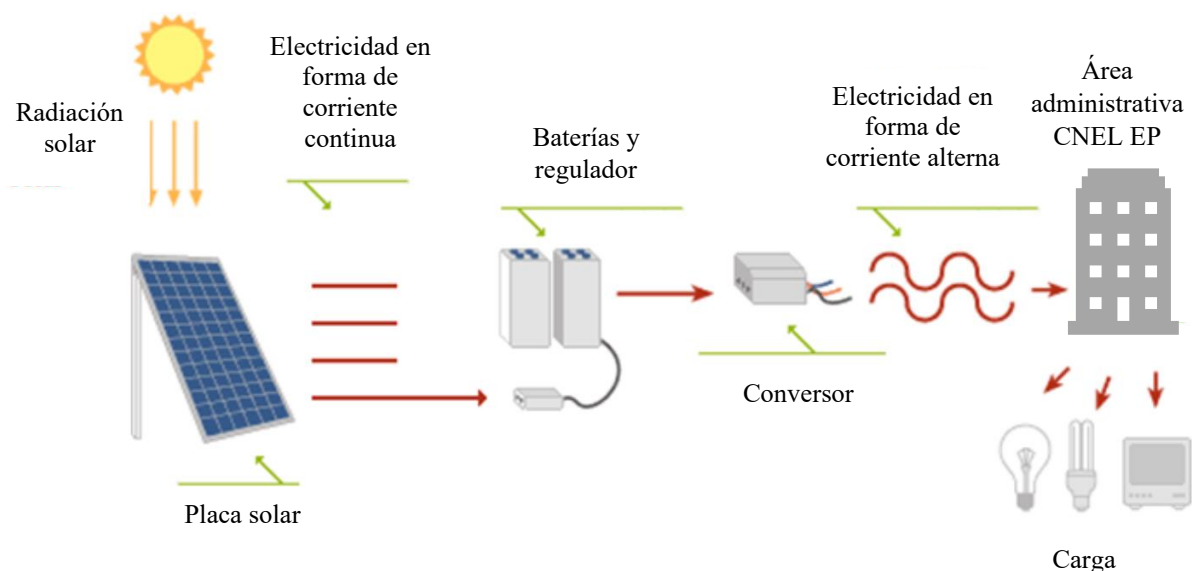 Radiación
solar
Electricidad en
forma de
corriente
continua
Baterías y
regulador
Electricidad en
forma de
corriente alterna
Área
administrativa
CNEL EP
Conversor
Placa solar
Carga